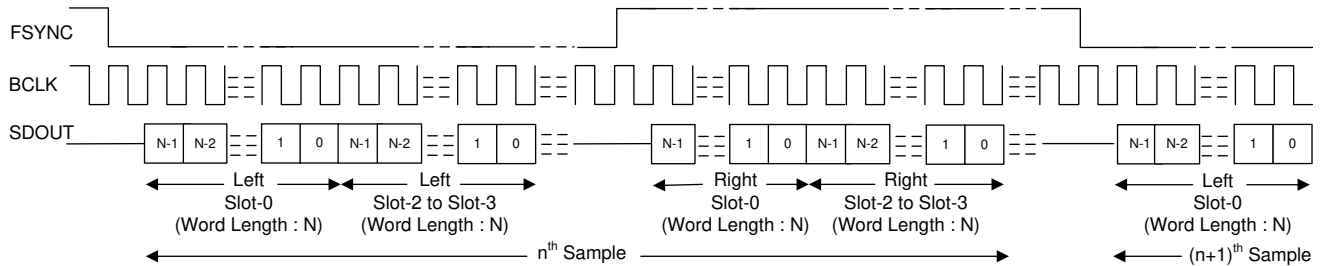 FSYNC
BCLK
SDOUT
N-1 N-2 1 0 N-1 N-2 1 0 N-1 1 0 N-1 N-2 1 0 N-1 N-2 1 0
Left Left Right Right Left
Slot-0 Slot-2 to Slot-3 Slot-0 Slot-2 to Slot-3 Slot-0
(Word Length : N) (Word Length : N) (Word Length : N) (Word Length : N) (Word Length : N)
nth Sample (n+1)th Sample